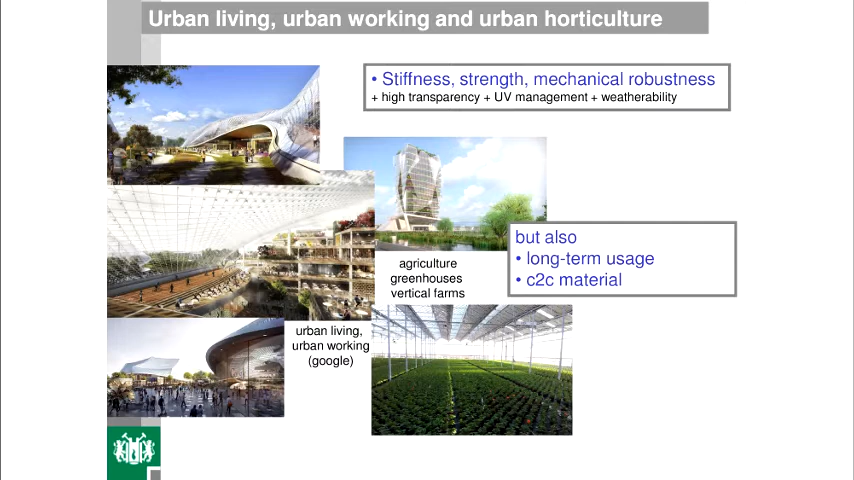 Urban living, urban working and urban horticulture
• Stiffness, strength, mechanical robustness
+ high transparency + UV management + weatherability
but also
• long-term usage
• c2c material
agriculture
greenhouses
vertical farms
urban living,
urban working
(google)